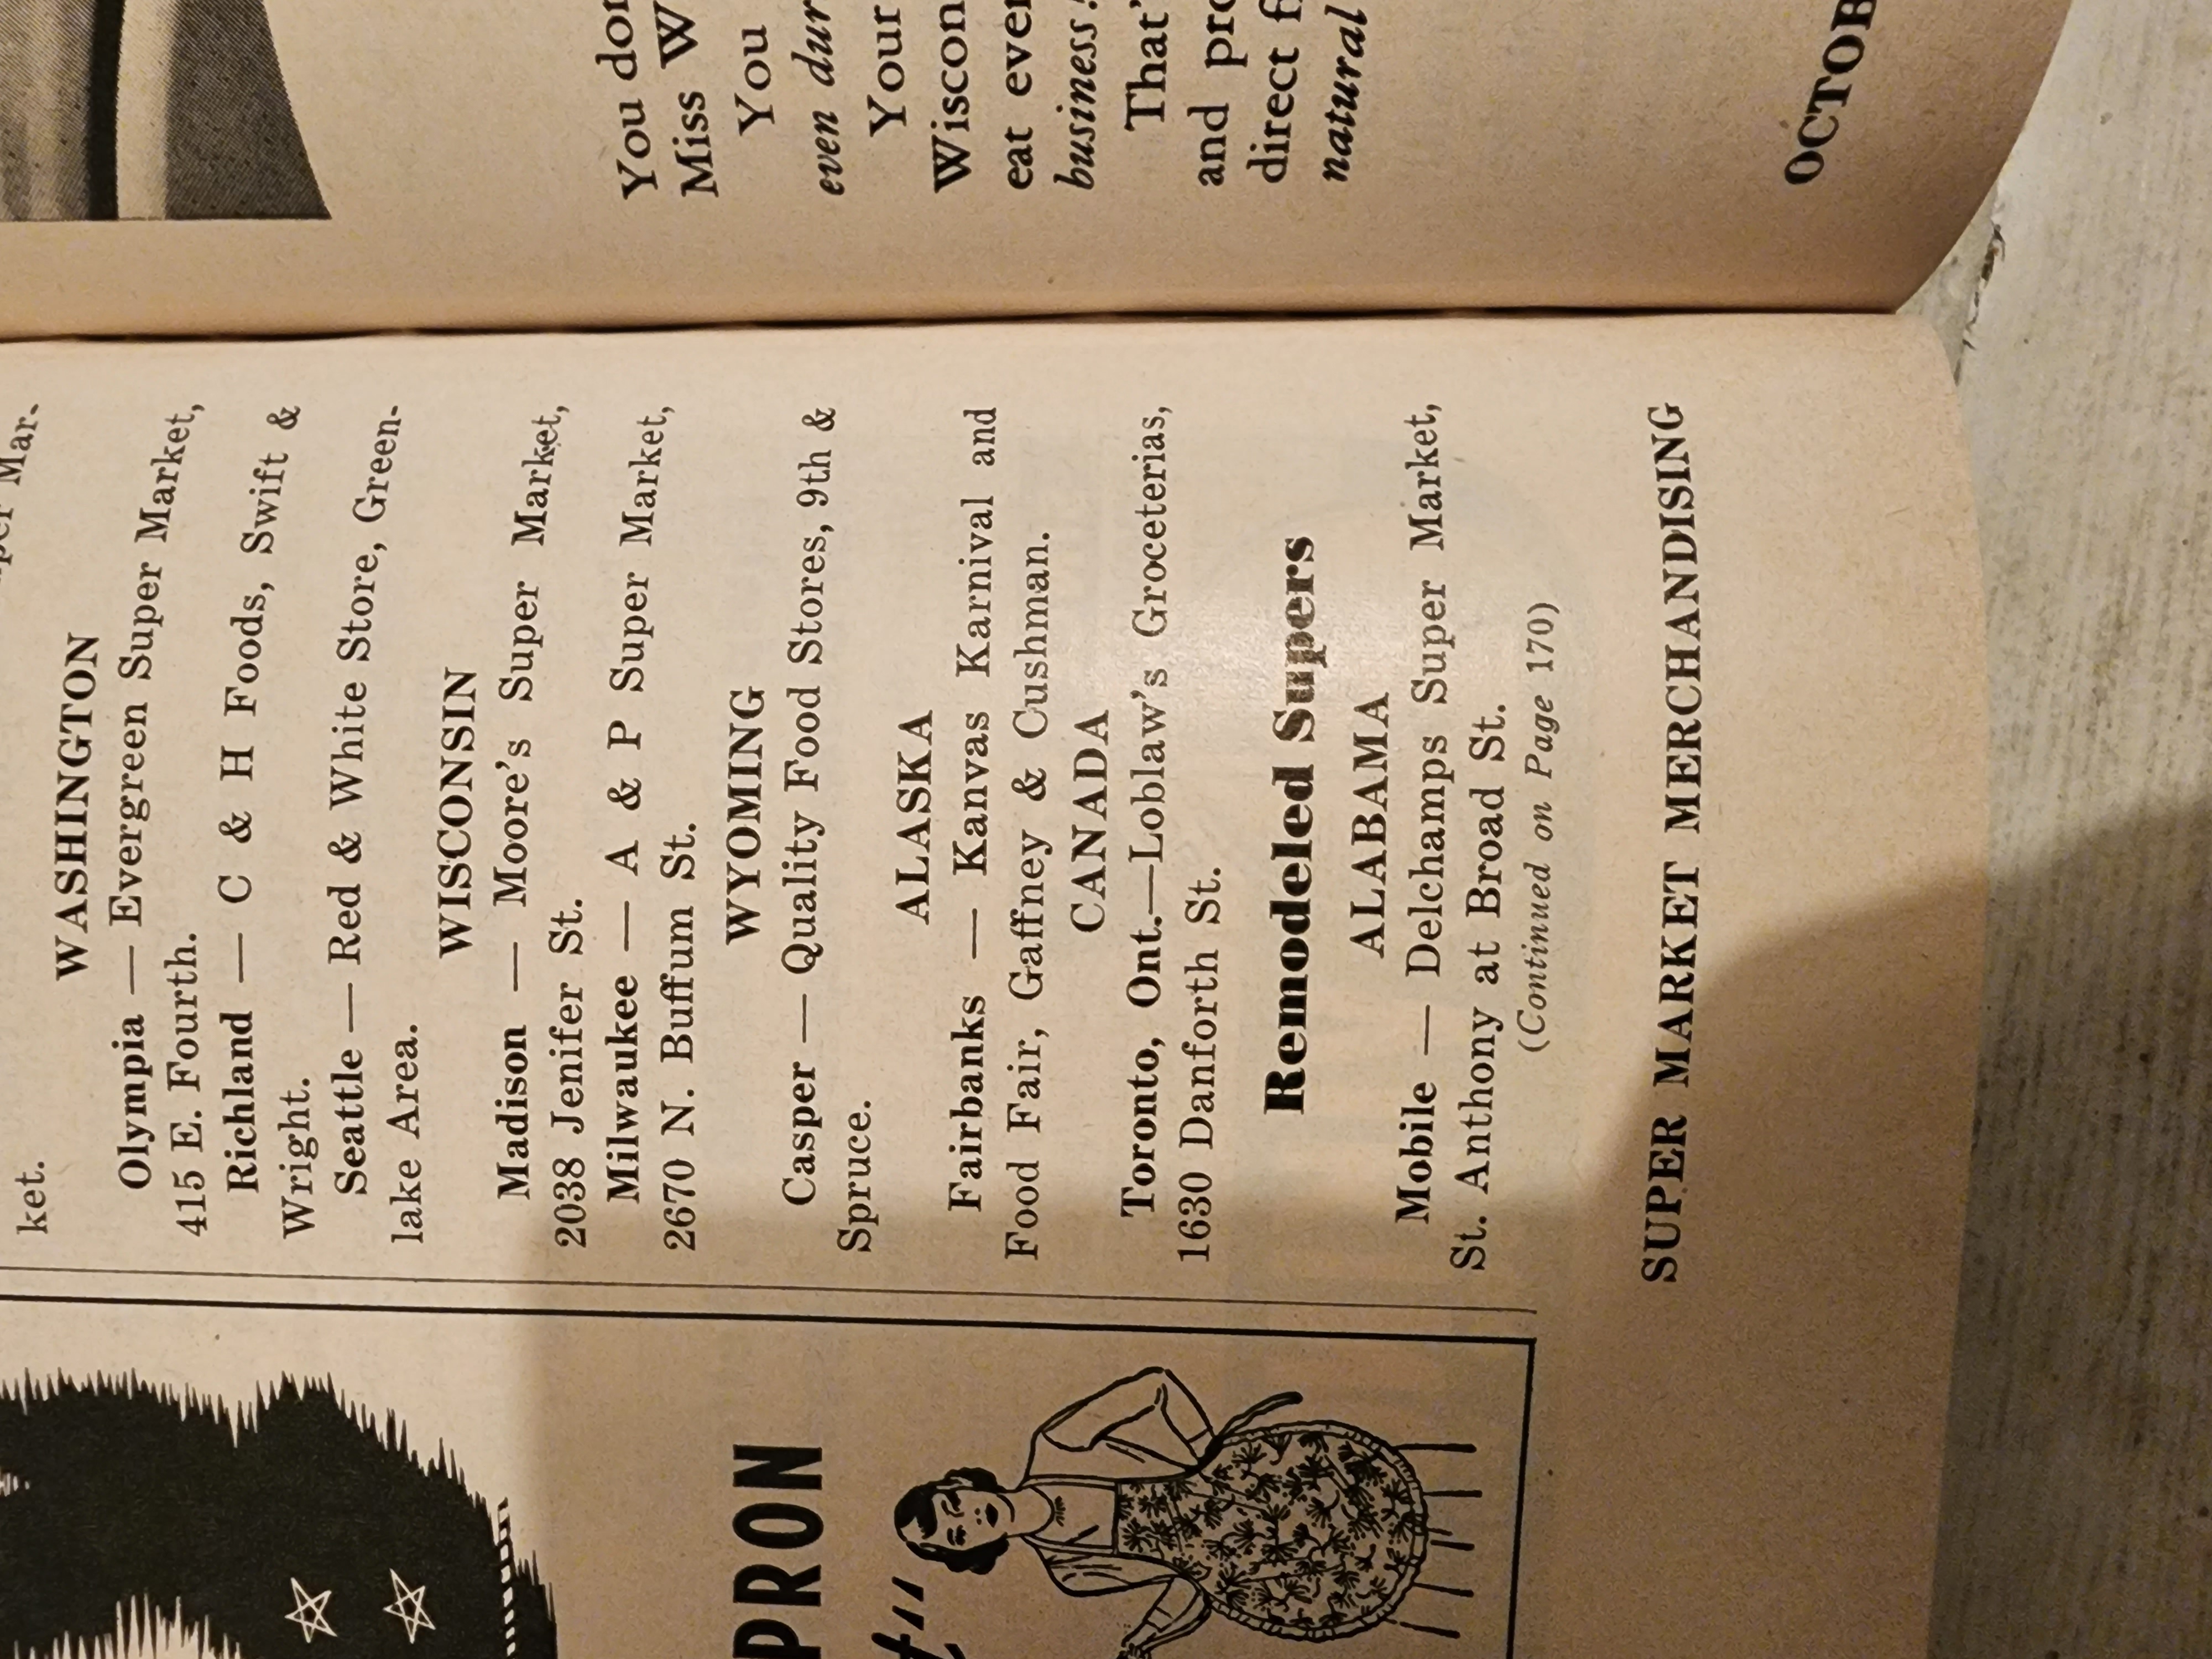 PRON
ket.
WASHINGTON
Olympia — Evergreen Super Market,
415 E. Fourth.
Richland — C & H Foods, Swift &
Wright.
Seattle — Red & White Store, Green-
lake Area.
WISCONSIN
Madison — Moore's Super Market,
2038 Jenifer St.
Milwaukee — A & P Super Market,
2670 N. Buffum St.
WYOMING
Casper — Quality Food Stores, 9th &
Spruce.
ALASKA
Fairbanks — Kanvas Karnival and
Food Fair, Gaffney & Cushman.
CANADA
Toronto, Ont.—Loblaw's Groceterias,
1630 Danforth St.
Remodeled Supers
ALABAMA
Mobile — Delchamps Super Market,
St. Anthony at Broad St.
(Continued on Page 170)
SUPER MARKET MERCHANDISING
You
Miss W
You
even dur
Your
Wiscon
eat ever
business!
That'
and pro
direct f
natural
OCTOB